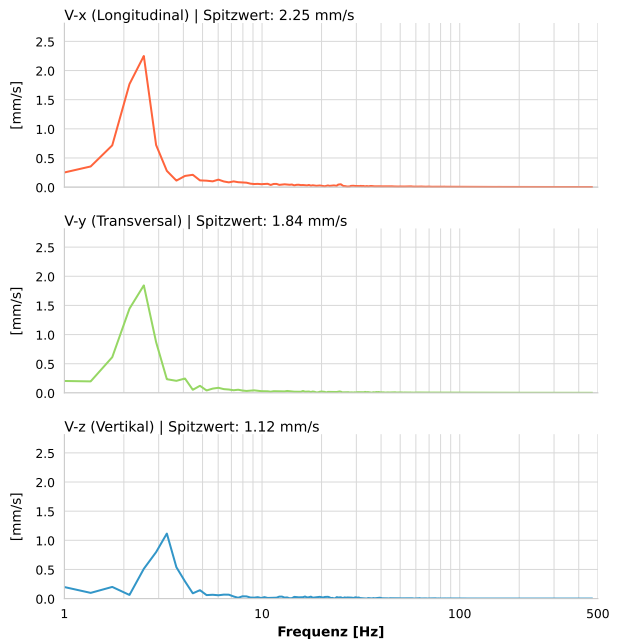 V-x (Longitudinal) | Spitzwert: 2.25 mm/s
2.5
2.0
1.5
1.0
0.5
0.0
[mm/s]
V-y (Transversal) | Spitzwert: 1.84 mm/s
2.5
2.0
1.5
1.0
0.5
0.0
[mm/s]
V-z (Vertikal) | Spitzwert: 1.12 mm/s
2.5
2.0
1.5
1.0
0.5
0.0
[mm/s]
1 10 100 500
Frequenz [Hz]